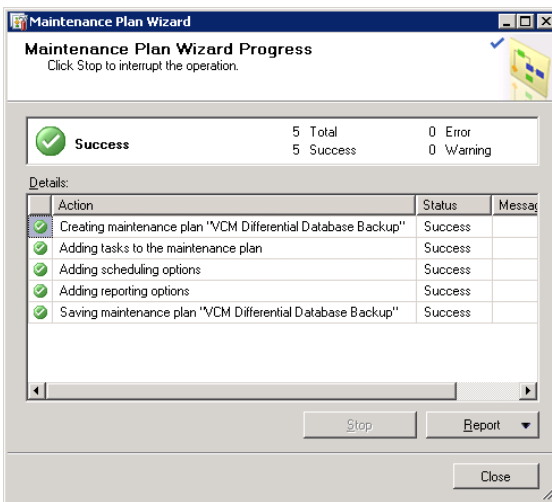 Maintenance Plan Wizard
Maintenance Plan Wizard Progress
Click Stop to interrupt the operation.
Success 5 Total 0 Error
5 Success 0 Warning
Details:
Action Status Messag
Creating maintenance plan "VCM Differential Database Backup" Success
Adding tasks to the maintenance plan Success
Adding scheduling options Success
Adding reporting options Success
Saving maintenance plan "VCM Differential Database Backup" Success
Stop Report
Close